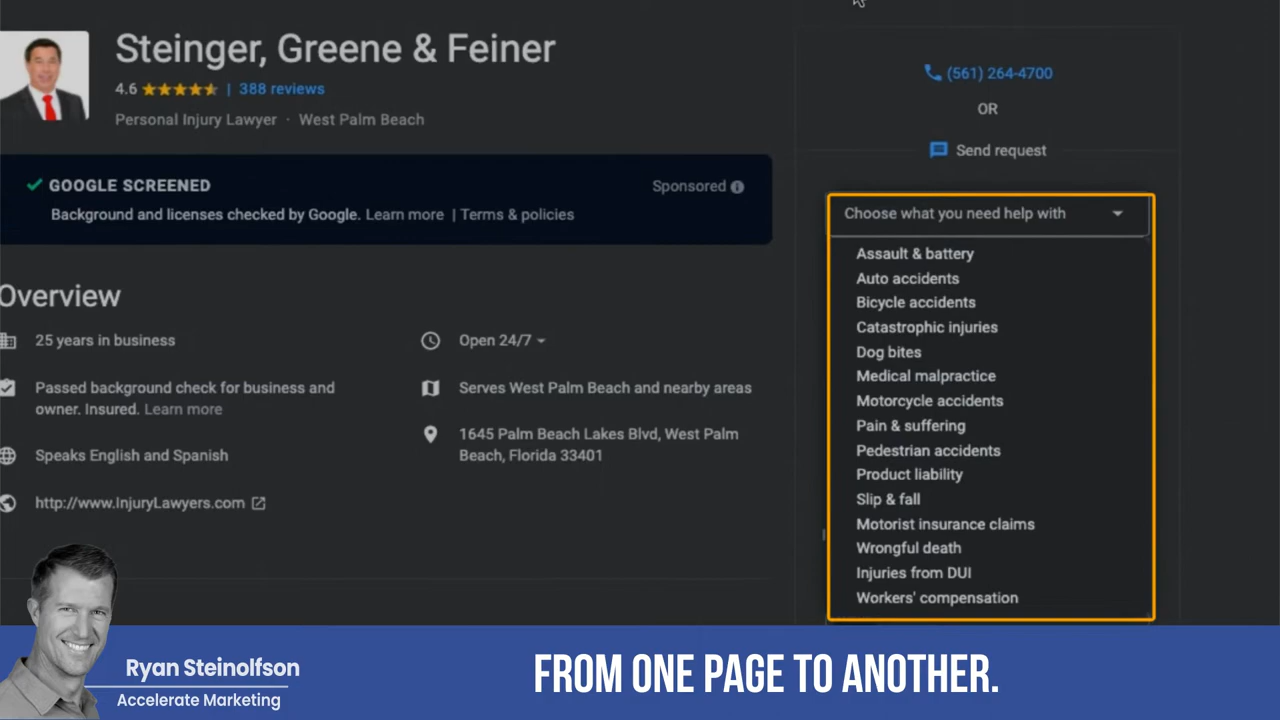 Steinger, Greene & Feiner
4.6 | 388 reviews
Personal Injury Lawyer · West Palm Beach
GOOGLE SCREENED
Sponsored
Background and licenses checked by Google. Learn more | Terms & policies
Overview
25 years in business
Passed background check for business and
owner. Insured. Learn more
Speaks English and Spanish
http://www.InjuryLawyers.com
Open 24/7
Serves West Palm Beach and nearby areas
1645 Palm Beach Lakes Blvd, West Palm
Beach, Florida 33401
(561) 264-4700
OR
Send request
Choose what you need help with
Assault & battery
Auto accidents
Bicycle accidents
Catastrophic injuries
Dog bites
Medical malpractice
Motorcycle accidents
Pain & suffering
Pedestrian accidents
Product liability
Slip & fall
Motorist insurance claims
Wrongful death
Injuries from DUI
Workers' compensation
Ryan Steinolfson
Accelerate Marketing
FROM ONE PAGE TO ANOTHER.